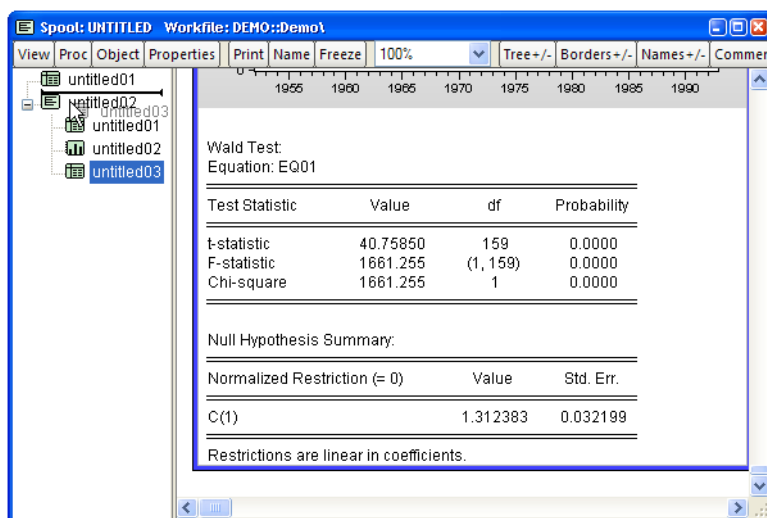 Spool: UNTITLED Workfile: DEMO::Demo\
View Proc Object Properties Print Name Freeze 100% Tree+/- Borders+/- Names+/- Commer
untitled01
untitled02
untitled03
untitled01
untitled02
untitled03
0
1955 1960 1965 1970 1975 1980 1985 1990
Wald Test:
Equation: EQ01
Test Statistic Value df Probability
t-statistic 40.75850 159 0.0000
F-statistic 1661.255 (1, 159) 0.0000
Chi-square 1661.255 1 0.0000
Null Hypothesis Summary:
Normalized Restriction (= 0) Value Std. Err.
C(1) 1.312383 0.032199
Restrictions are linear in coefficients.